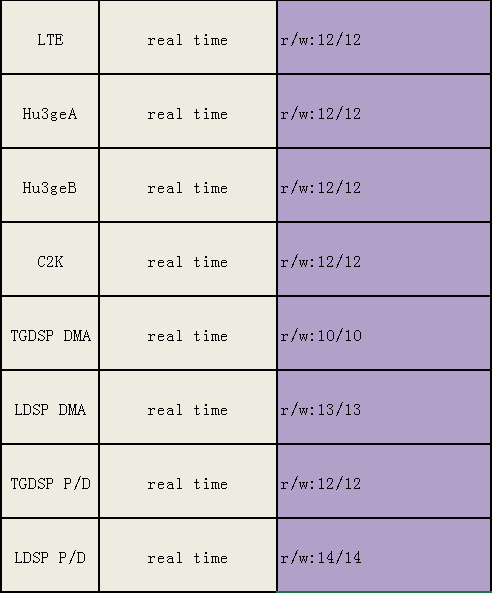 LTE real time r/w:12/12
Hu3geA real time r/w:12/12
Hu3geB real time r/w:12/12
C2K real time r/w:12/12
TGDSP DMA real time r/w:10/10
LDSP DMA real time r/w:13/13
TGDSP P/D real time r/w:12/12
LDSP P/D real time r/w:14/14